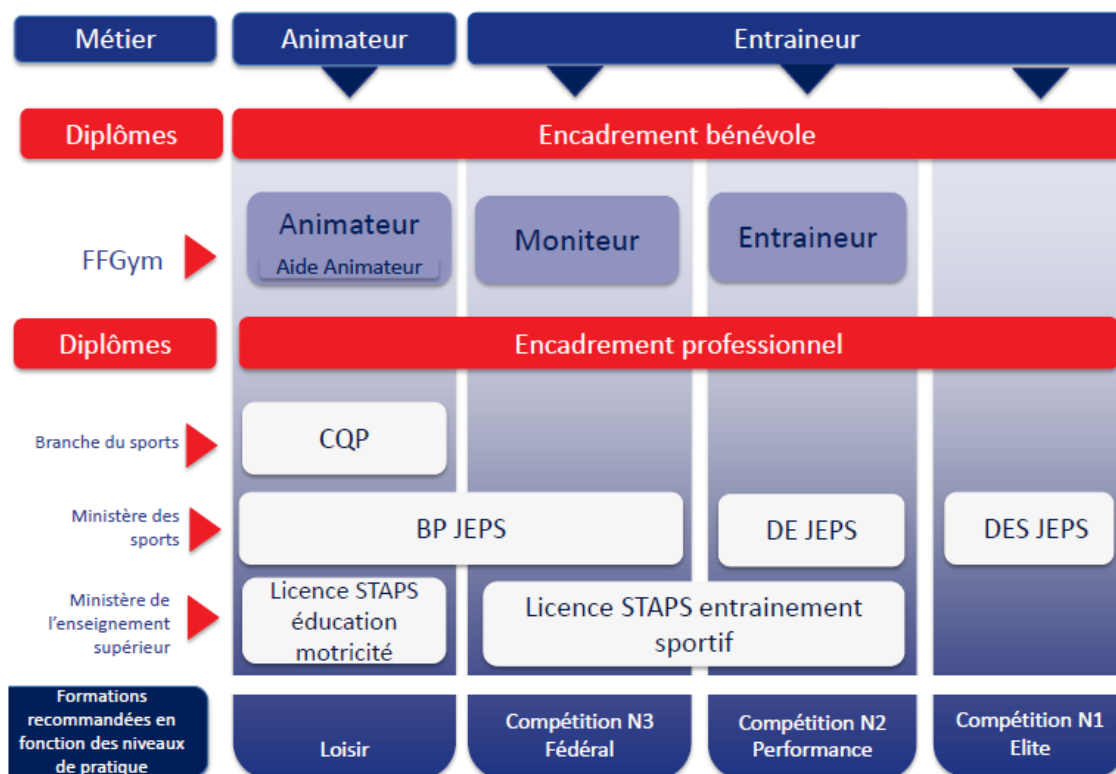 Métier
Animateur
Entraineur
Diplômes
Encadrement bénévole
FFGym
Animateur
Aide Animateur
Moniteur
Entraineur
Diplômes
Encadrement professionnel
Branche du sports
CQP
Ministère des
sports
BP JEPS
DE JEPS
DES JEPS
Ministère de
l'enseignement
supérieur
Licence STAPS
éducation
motricité
Licence STAPS entrainement
sportif
Formations
recommandées en
fonction des niveaux
de pratique
Loisir
Compétition N3
Fédéral
Compétition N2
Performance
Compétition N1
Elite